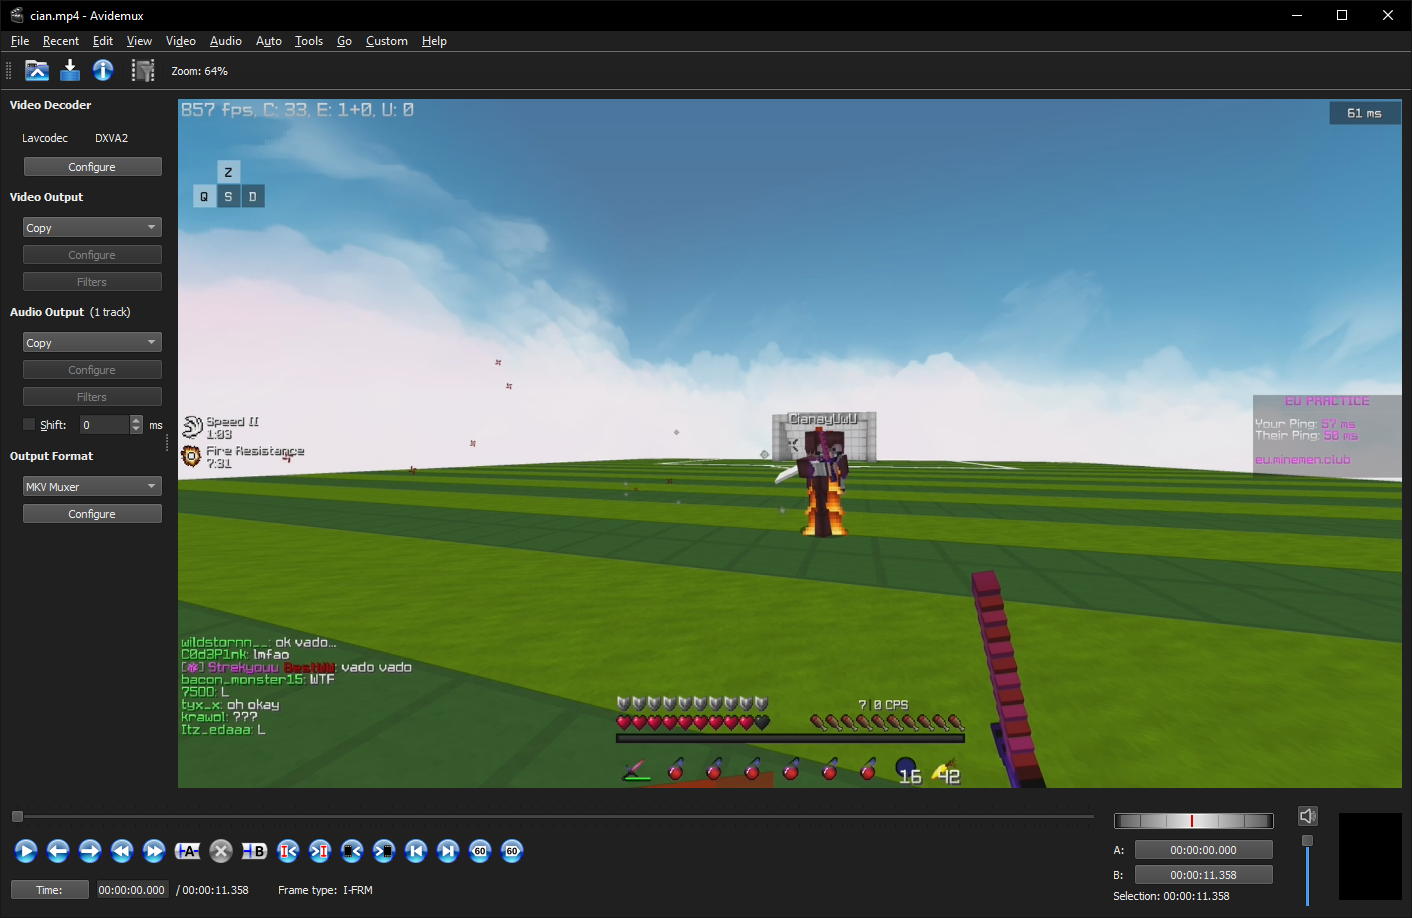 cian.mp4 - Avidemux
File Recent Edit View Video Audio Auto Tools Go Custom Help
Zoom: 64%
Video Decoder
Lavcodec DXVA2
Configure
Video Output
Copy
Configure
Filters
Audio Output (1 track)
Copy
Configure
Filters
Shift: 0 ms
Output Format
MKV Muxer
Configure
857 fps, C: 33, E: 1+0, U: 0
61 ms
Z
Q S D
Speed II
1:03
Fire Resistance
7:31
CianayUwU
EU PRACTICE
Your Ping: 57 ms
Their Ping: 50 ms
eu.minemen.club
wildstornn__: ok vado...
C0d3P1nk: lmfao
[❀] Strekyouu BestWW: vado vado
bacon_monster15: WTF
7500: L
tyx_x: oh okay
krawol: ???
Itz_edaaa: L
7|0 CPS
16 42
A B
60 60
A: 00:00:00.000
B: 00:00:11.358
Selection: 00:00:11.358
Time: 00:00:00.000 / 00:00:11.358 Frame type: I-FRM